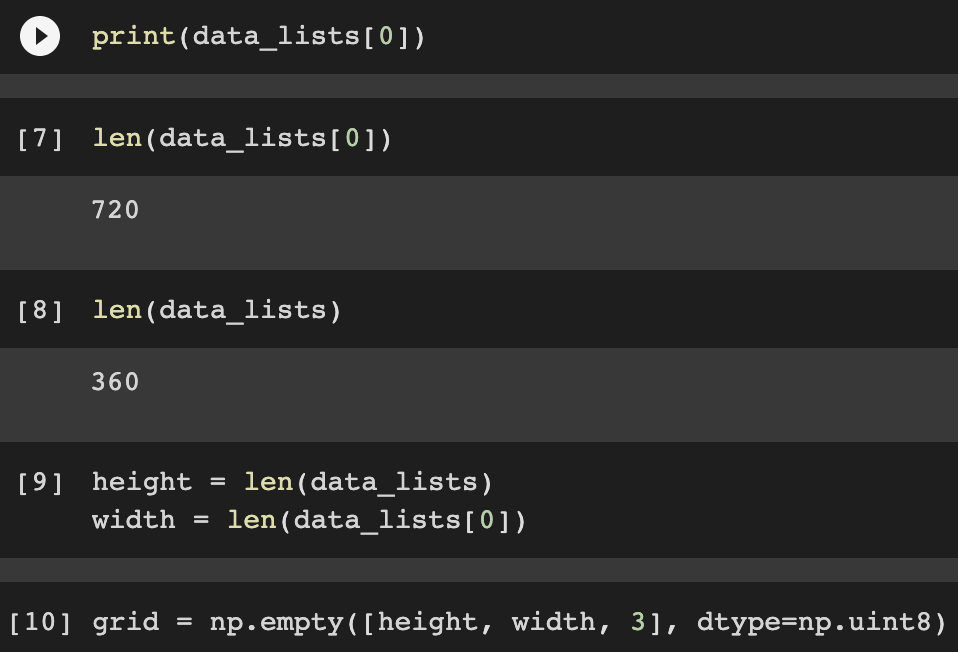 print(data_lists[0])
[7] len(data_lists[0])
720
[8] len(data_lists)
360
[9] height = len(data_lists)
width = len(data_lists[0])
[10] grid = np.empty([height, width, 3], dtype=np.uint8)